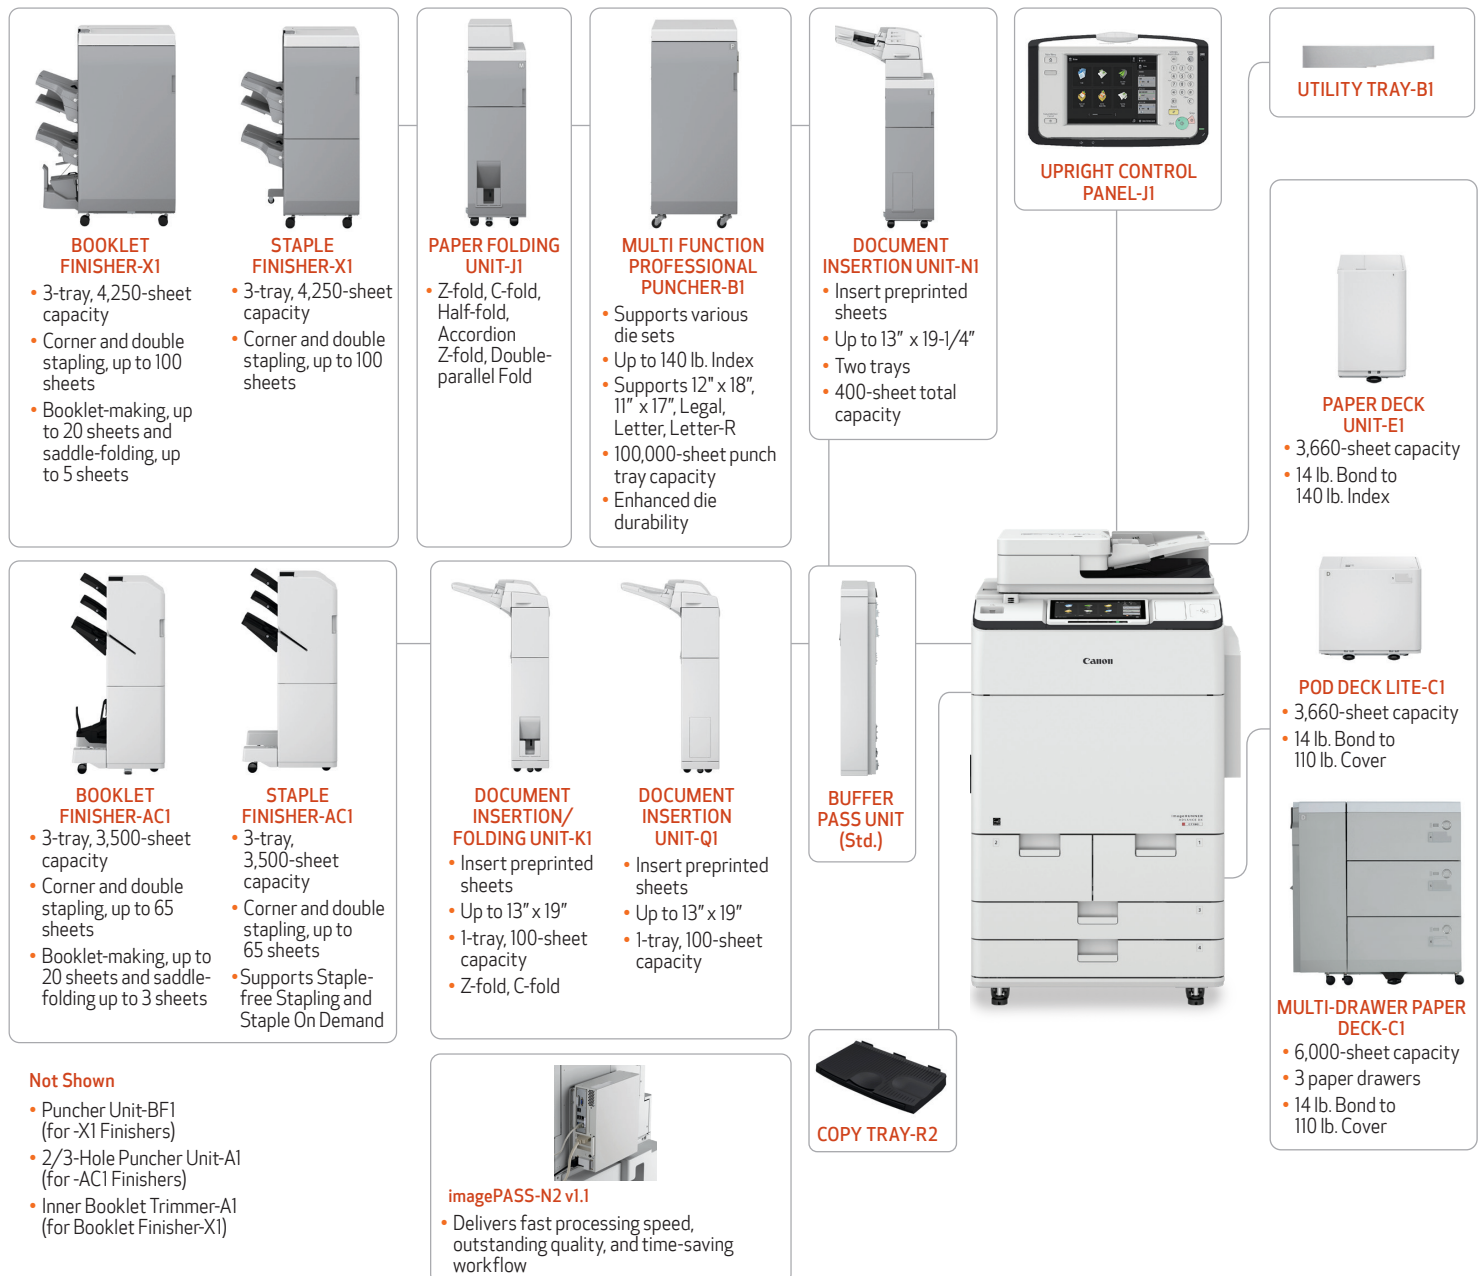 BOOKLET
FINISHER-X1
• 3-tray, 4,250-sheet
capacity
• Corner and double
stapling, up to 100
sheets
• Booklet-making, up
to 20 sheets and
saddle-folding, up
to 5 sheets
STAPLE
FINISHER-X1
• 3-tray, 4,250-sheet
capacity
• Corner and double
stapling, up to 100
sheets
PAPER FOLDING
UNIT-J1
• Z-fold, C-fold,
Half-fold,
Accordion
Z-fold, Double-
parallel Fold
MULTI FUNCTION
PROFESSIONAL
PUNCHER-B1
• Supports various
die sets
• Up to 140 lb. Index
• Supports 12" x 18",
11" x 17", Legal,
Letter, Letter-R
• 100,000-sheet punch
tray capacity
• Enhanced die
durability
DOCUMENT
INSERTION UNIT-N1
• Insert preprinted
sheets
• Up to 13" x 19-1/4"
• Two trays
• 400-sheet total
capacity
UPRIGHT CONTROL
PANEL-J1
UTILITY TRAY-B1
PAPER DECK
UNIT-E1
• 3,660-sheet capacity
• 14 lb. Bond to
140 lb. Index
POD DECK LITE-C1
• 3,660-sheet capacity
• 14 lb. Bond to
110 lb. Cover
MULTI-DRAWER PAPER
DECK-C1
• 6,000-sheet capacity
• 3 paper drawers
• 14 lb. Bond to
110 lb. Cover
BOOKLET
FINISHER-AC1
• 3-tray, 3,500-sheet
capacity
• Corner and double
stapling, up to 65
sheets
• Booklet-making, up to
20 sheets and saddle-
folding up to 3 sheets
STAPLE
FINISHER-AC1
• 3-tray,
3,500-sheet
capacity
• Corner and double
stapling, up to
65 sheets
• Supports Staple-
free Stapling and
Staple On Demand
DOCUMENT
INSERTION/
FOLDING UNIT-K1
• Insert preprinted
sheets
• Up to 13" x 19"
• 1-tray, 100-sheet
capacity
• Z-fold, C-fold
DOCUMENT
INSERTION
UNIT-Q1
• Insert preprinted
sheets
• Up to 13" x 19"
• 1-tray, 100-sheet
capacity
BUFFER
PASS UNIT
(Std.)
Canon
2
1
3
4
COPY TRAY-R2
Not Shown
• Puncher Unit-BF1
(for -X1 Finishers)
• 2/3-Hole Puncher Unit-A1
(for -AC1 Finishers)
• Inner Booklet Trimmer-A1
(for Booklet Finisher-X1)
imagePASS-N2 v1.1
• Delivers fast processing speed,
outstanding quality, and time-saving
workflow